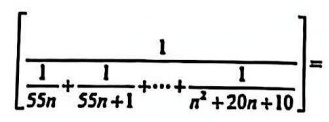 [1 / (1/55n + 1/55n+1 + ··· + 1/n² + 20n + 10)] =